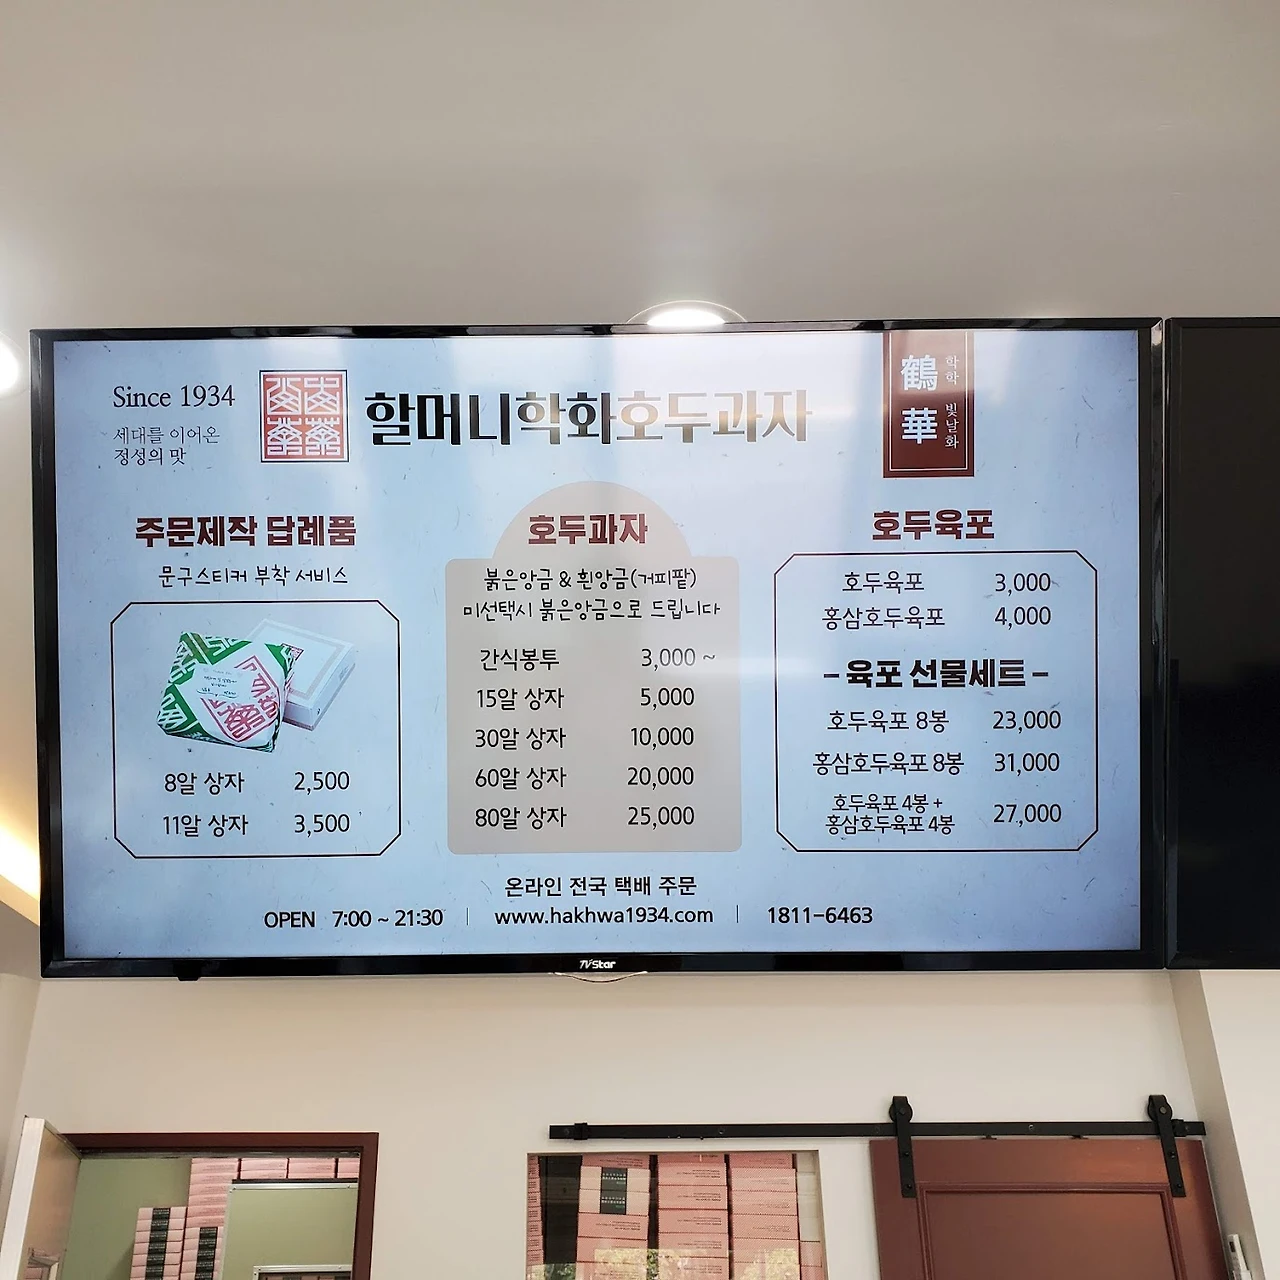 Since 1934
세대를 이어온
정성의 맛
할머니학화호두과자
鶴 학학
華 빛날화
주문제작 답례품
문구스티커 부착 서비스
8알 상자 2,500
11알 상자 3,500
호두과자
붉은앙금 & 흰앙금(거피팥)
미선택시 붉은앙금으로 드립니다
간식봉투 3,000 ~
15알 상자 5,000
30알 상자 10,000
60알 상자 20,000
80알 상자 25,000
호두육포
호두육포 3,000
홍삼호두육포 4,000
– 육포 선물세트 –
호두육포 8봉 23,000
홍삼호두육포 8봉 31,000
호두육포 4봉 +
홍삼호두육포 4봉 27,000
온라인 전국 택배 주문
OPEN 7:00 ~ 21:30 | www.hakhwa1934.com | 1811-6463
TVStar